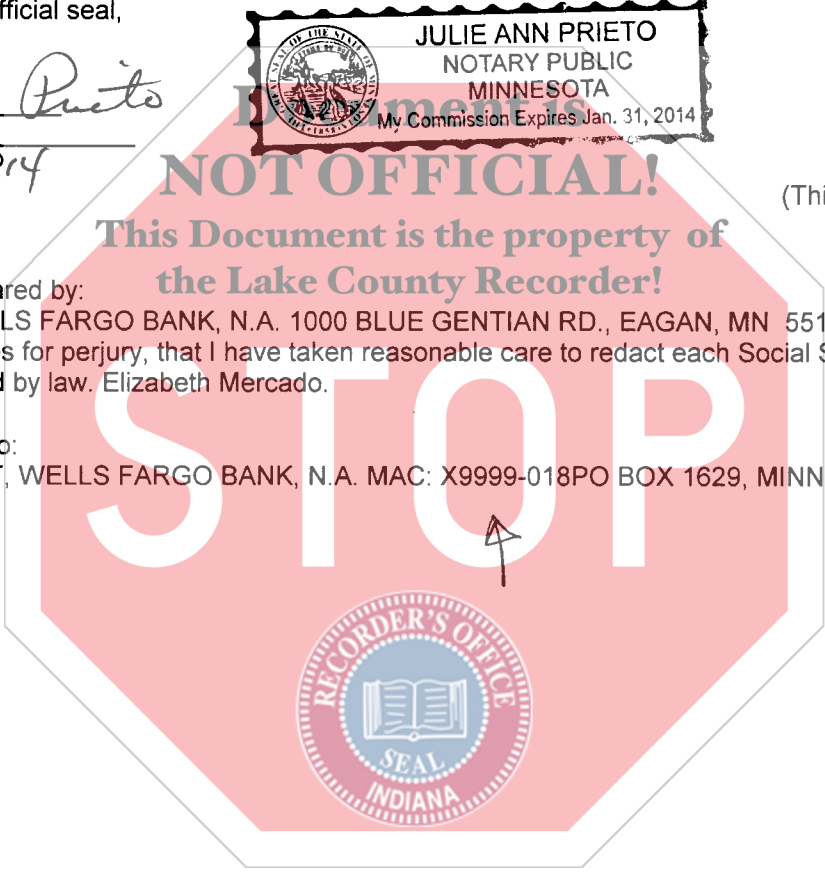 fficial seal,
JULIE ANN PRIETO
NOTARY PUBLIC
MINNESOTA
My Commission Expires Jan. 31, 2014
Prieto
14
Document is
NOT OFFICIAL!
(Thi
This Document is the property of
the Lake County Recorder!
red by:
LS FARGO BANK, N.A. 1000 BLUE GENTIAN RD., EAGAN, MN 551
s for perjury, that I have taken reasonable care to redact each Social S
by law. Elizabeth Mercado.
o:
, WELLS FARGO BANK, N.A. MAC: X9999-018PO BOX 1629, MINN
STOP
RECORDER'S OFFICE
SEAL
INDIANA